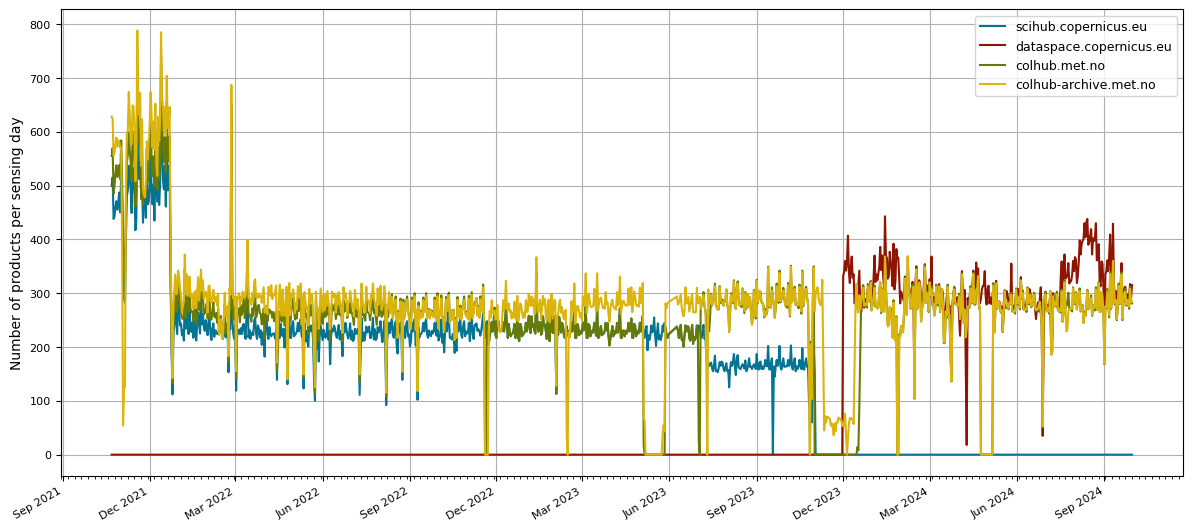 Number of products per sensing day
800
700
600
500
400
300
200
100
0
Sep 2021
Dec 2021
Mar 2022
Jun 2022
Sep 2022
Dec 2022
Mar 2023
Jun 2023
Sep 2023
Dec 2023
Mar 2024
Jun 2024
Sep 2024
scihub.copernicus.eu
dataspace.copernicus.eu
colhub.met.no
colhub-archive.met.no